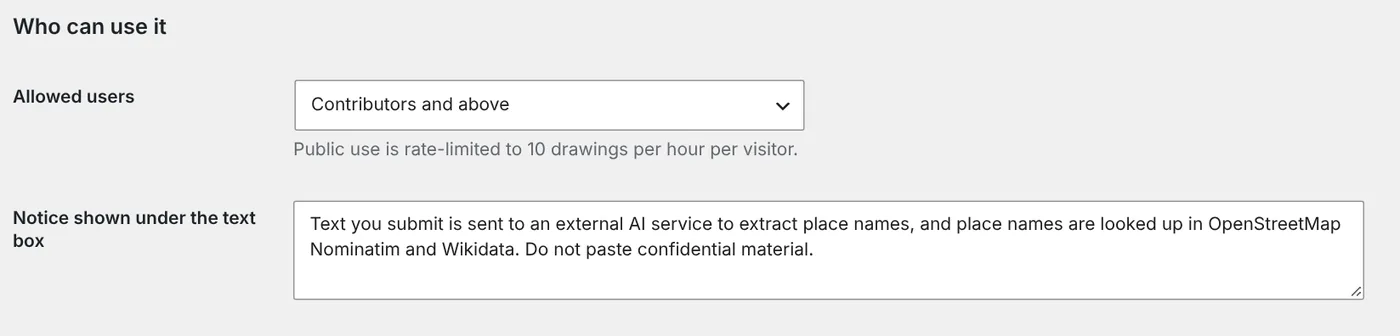 Who can use it
Allowed users
Contributors and above
Public use is rate-limited to 10 drawings per hour per visitor.
Notice shown under the text
box
Text you submit is sent to an external AI service to extract place names, and place names are looked up in OpenStreetMap
Nominatim and Wikidata. Do not paste confidential material.